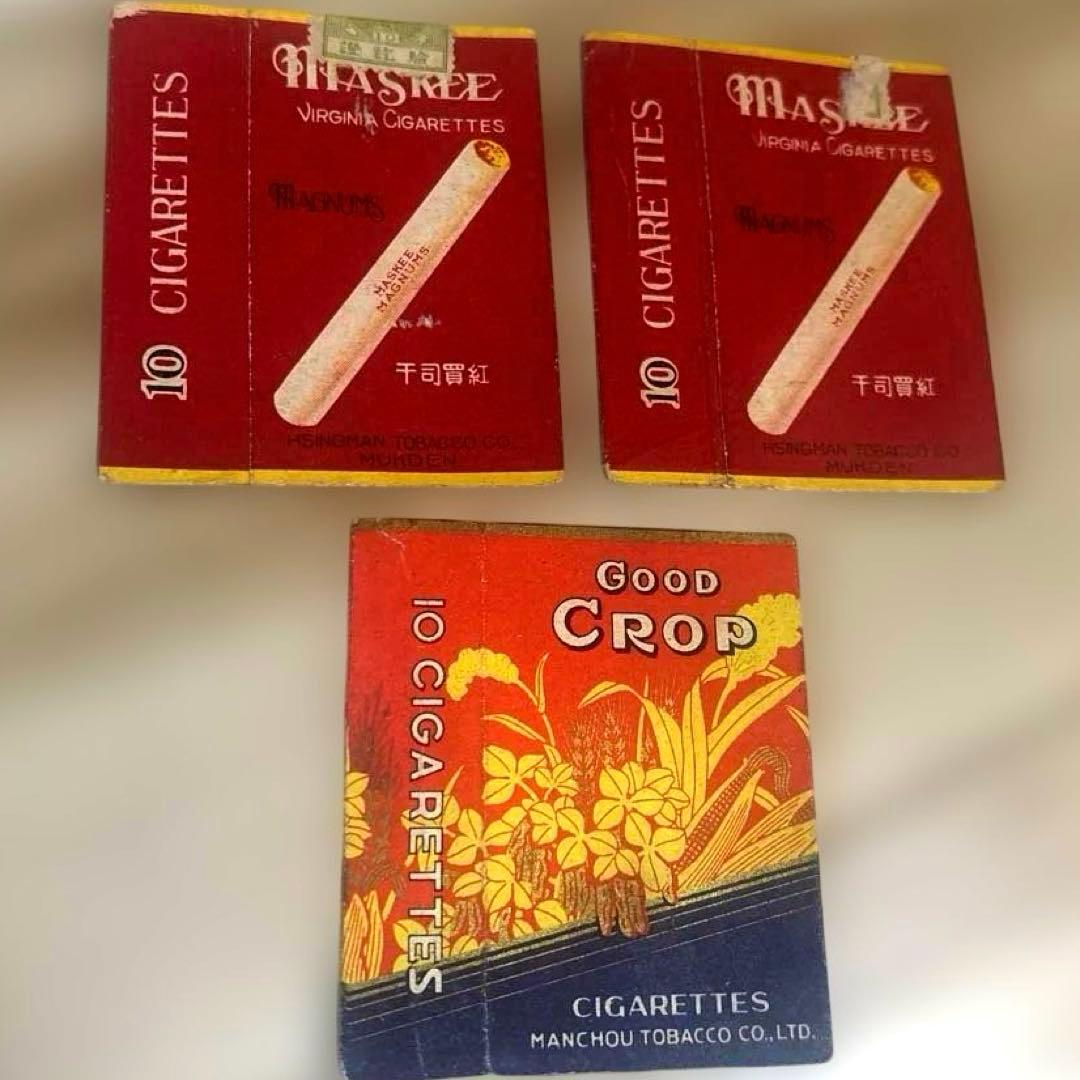 10 CIGARETTES
MASKEE
VIRGINIA CIGARETTES
MAGNUMS
MASKEE
MAGNUMS
干司買紅
HSINGMAN TOBACCO CO.
MUKDEN
10 CIGARETTES
MASKEE
VIRGINIA CIGARETTES
MAGNUMS
MASKEE
MAGNUMS
干司買紅
HSINGMAN TOBACCO CO
MUKDEN
10 CIGARETTES
GOOD
CROP
CIGARETTES
MANCHOU TOBACCO CO.,LTD.